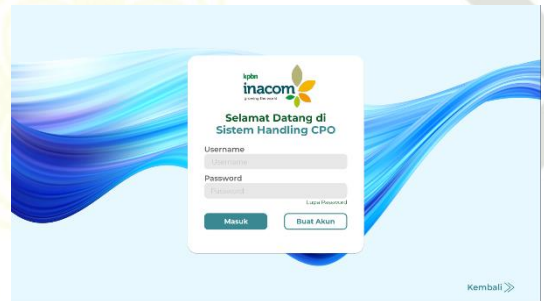 kpbn
inacom
Selamat Datang di
Sistem Handling CPO
Username
Username
Password
Password
Lupa Password
Masuk
Buat Akun
Kembali